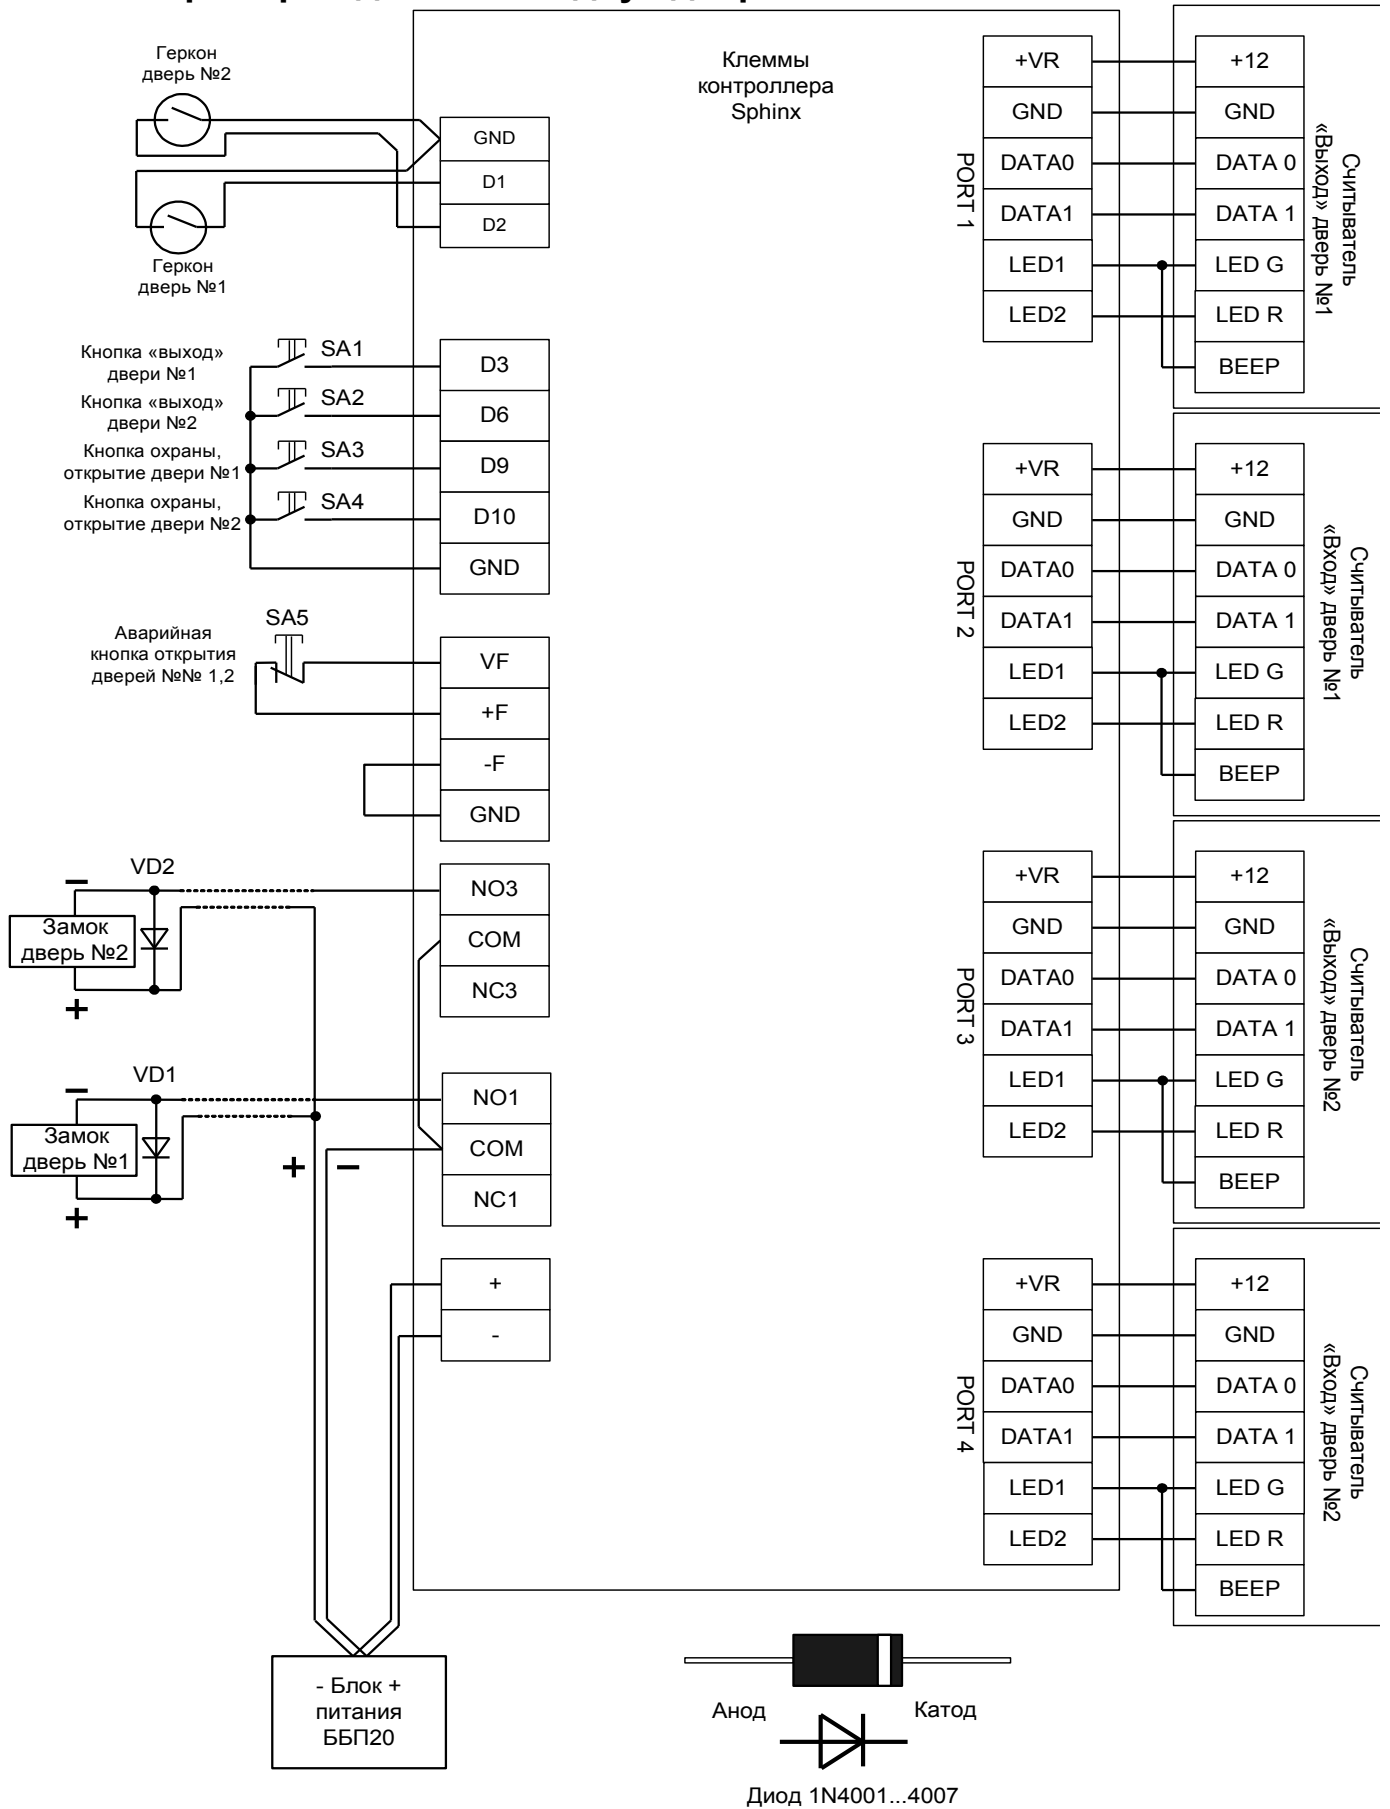 Клеммы
контроллера
Sphinx
Геркон
дверь №2
GND
D1
D2
Геркон
дверь №1
Кнопка «выход»
двери №1
SA1
D3
Кнопка «выход»
двери №2
SA2
D6
Кнопка охраны,
открытие двери №1
SA3
D9
Кнопка охраны,
открытие двери №2
SA4
D10
GND
Аварийная
кнопка открытия
дверей №№ 1,2
SA5
VF
+F
-F
GND
VD2
−
Замок
дверь №2
+
NO3
COM
NC3
VD1
−
Замок
дверь №1
+
+ −
NO1
COM
NC1
+
-
- Блок +
питания
ББП20
PORT 1
+VR
GND
DATA0
DATA1
LED1
LED2
+12
GND
DATA 0
DATA 1
LED G
LED R
BEEP
Считыватель
«Выход» дверь №1
PORT 2
+VR
GND
DATA0
DATA1
LED1
LED2
+12
GND
DATA 0
DATA 1
LED G
LED R
BEEP
Считыватель
«Вход» дверь №1
PORT 3
+VR
GND
DATA0
DATA1
LED1
LED2
+12
GND
DATA 0
DATA 1
LED G
LED R
BEEP
Считыватель
«Выход» дверь №2
PORT 4
+VR
GND
DATA0
DATA1
LED1
LED2
+12
GND
DATA 0
DATA 1
LED G
LED R
BEEP
Считыватель
«Вход» дверь №2
Анод
Катод
Диод 1N4001...4007